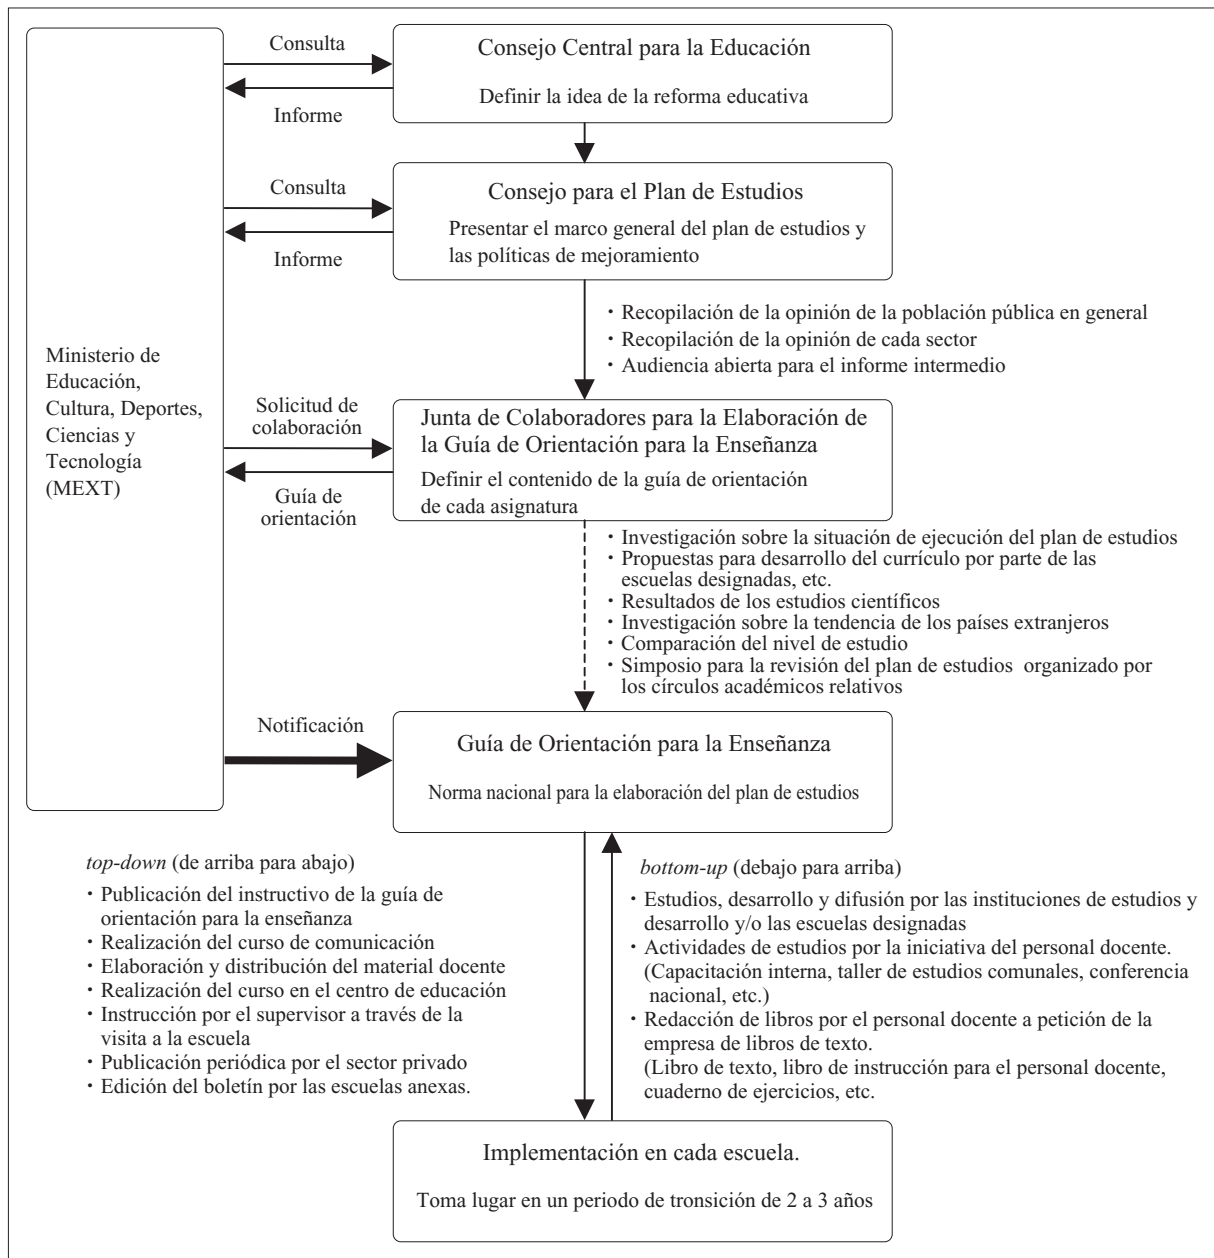 Consulta
Consejo Central para la Educación
Definir la idea de la reforma educativa
Informe
Consulta
Consejo para el Plan de Estudios
Presentar el marco general del plan de estudios y
las políticas de mejoramiento
Informe
・Recopilación de la opinión de la población pública en general
・Recopilación de la opinión de cada sector
・Audiencia abierta para el informe intermedio
Ministerio de
Educación,
Cultura, Deportes,
Ciencias y
Tecnología
(MEXT)
Solicitud de
colaboración
Junta de Colaboradores para la Elaboración de
la Guía de Orientación para la Enseñanza
Definir el contenido de la guía de orientación
de cada asignatura
Guía de
orientación
・Investigación sobre la situación de ejecución del plan de estudios
・Propuestas para desarrollo del currículo por parte de las
escuelas designadas, etc.
・Resultados de los estudios científicos
・Investigación sobre la tendencia de los países extranjeros
・Comparación del nivel de estudio
・Simposio para la revisión del plan de estudios organizado por
los círculos académicos relativos
Notificación
Guía de Orientación para la Enseñanza
Norma nacional para la elaboración del plan de estudios
top-down (de arriba para abajo)
・Publicación del instructivo de la guía de
orientación para la enseñanza
・Realización del curso de comunicación
・Elaboración y distribución del material docente
・Realización del curso en el centro de educación
・Instrucción por el supervisor a través de la
visita a la escuela
・Publicación periódica por el sector privado
・Edición del boletín por las escuelas anexas.
bottom-up (debajo para arriba)
・Estudios, desarrollo y difusión por las instituciones de estudios y
desarrollo y/o las escuelas designadas
・Actividades de estudios por la iniciativa del personal docente.
(Capacitación interna, taller de estudios comunales, conferencia
nacional, etc.)
・Redacción de libros por el personal docente a petición de la
empresa de libros de texto.
(Libro de texto, libro de instrucción para el personal docente,
cuaderno de ejercicios, etc.
Implementación en cada escuela.
Toma lugar en un periodo de tronsición de 2 a 3 años